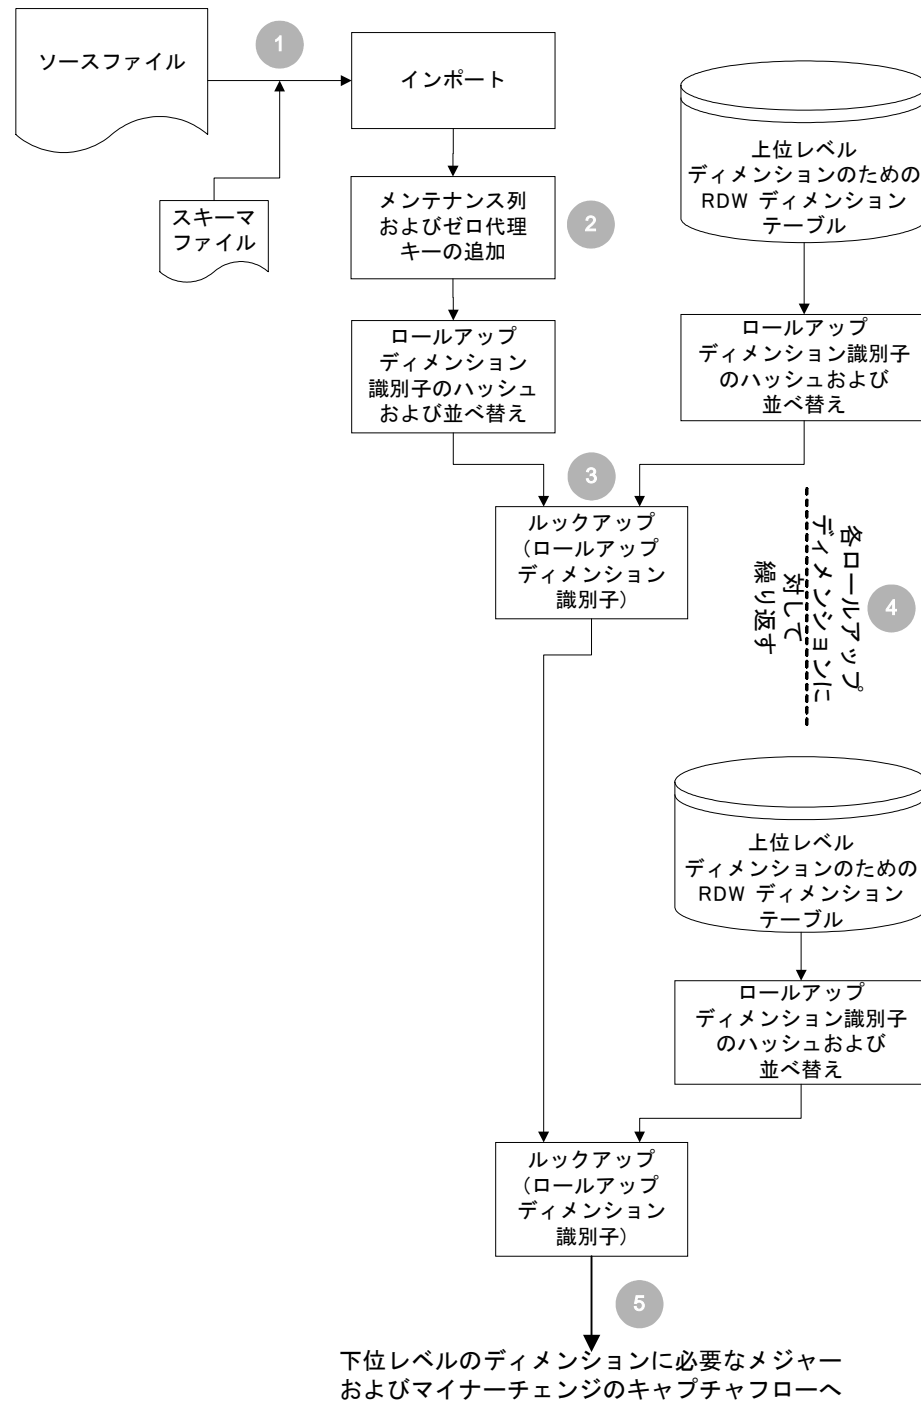 ソースファイル
1
インポート
スキーマ
ファイル
メンテナンス列
およびゼロ代理
キーの追加
2
上位レベル
ディメンションのための
RDW ディメンション
テーブル
ロールアップ
ディメンション
識別子のハッシュ
および並べ替え
ロールアップ
ディメンション識別子
のハッシュおよび
並べ替え
3
ルックアップ
（ロールアップ
ディメンション
識別子）
各ロールアップ
ディメンションに
対して
繰り返す
4
上位レベル
ディメンションのための
RDW ディメンション
テーブル
ロールアップ
ディメンション識別子
のハッシュおよび
並べ替え
ルックアップ
（ロールアップ
ディメンション
識別子）
5
下位レベルのディメンションに必要なメジャー
およびマイナーチェンジのキャプチャフローへ